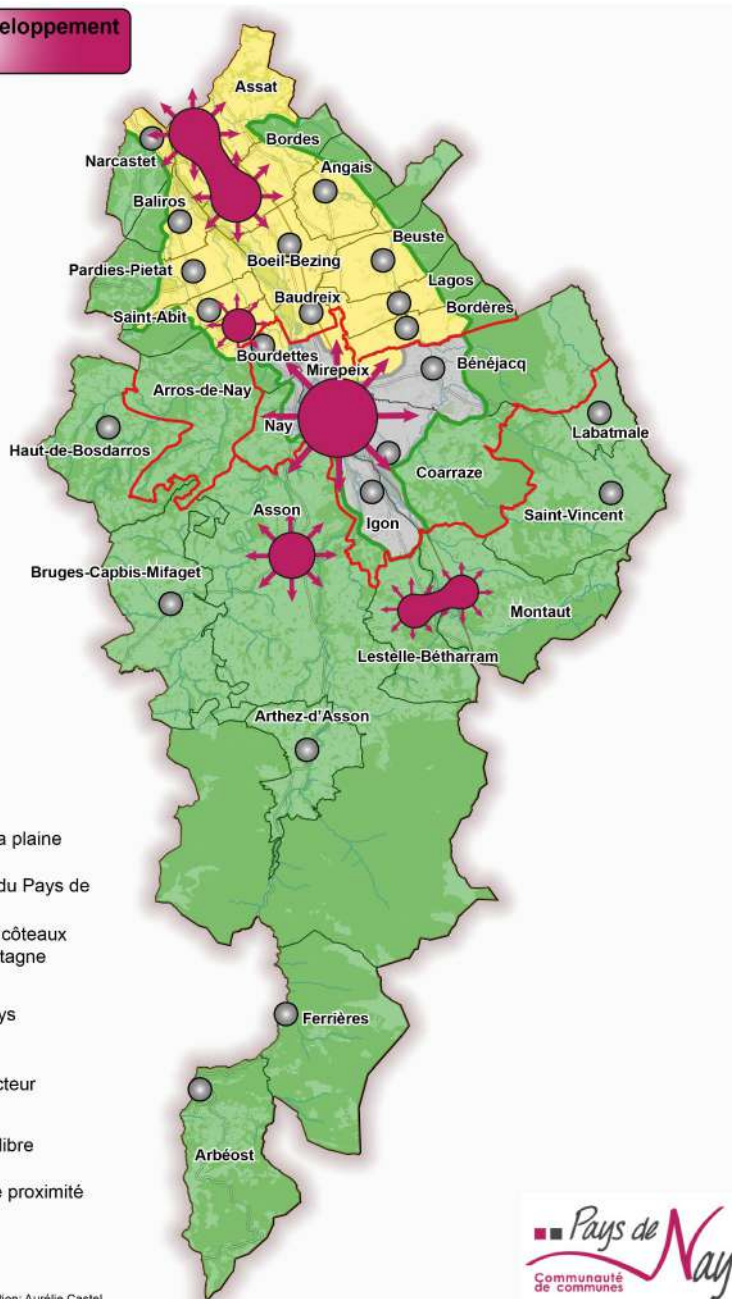 eloppement
Assat
Bordes
Narcastet
Angais
Baliros
Beuste
Boeil-Bezing
Pardies-Pietat
Lagos
Baudreix
Bordères
Saint-Abit
Bourdettes
Mirepeix
Bénéjacq
Arros-de-Nay
Nay
Labatmale
Haut-de-Bosdarros
Coarraze
Asson
Saint-Vincent
Igon
Bruges-Capbis-Mifaget
Montaut
Lestelle-Bétharram
Arthez-d'Asson
a plaine
du Pays de
côteaux
tagne
ys
Ferrières
cteur
libre
Arbéost
e proximité
Pays de Nay
Communauté
de communes
tion: Aurélie Castel